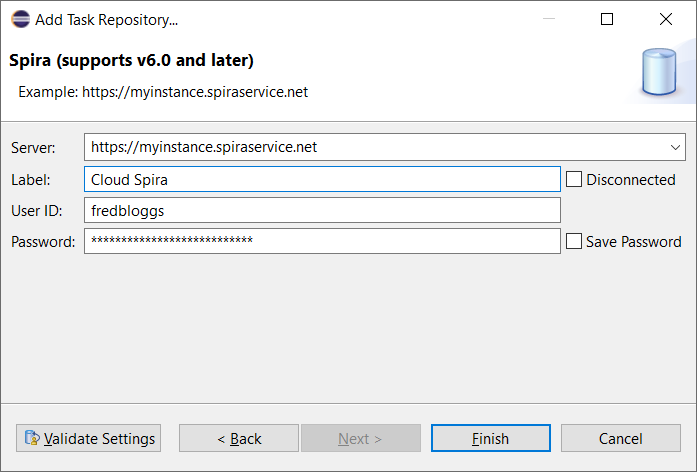 Add Task Repository...
Spira (supports v6.0 and later)
Example: https://myinstance.spiraservice.net
Server: https://myinstance.spiraservice.net
Label: Cloud Spira Disconnected
User ID: fredbloggs
Password: *************************** Save Password
Validate Settings < Back Next > Finish Cancel